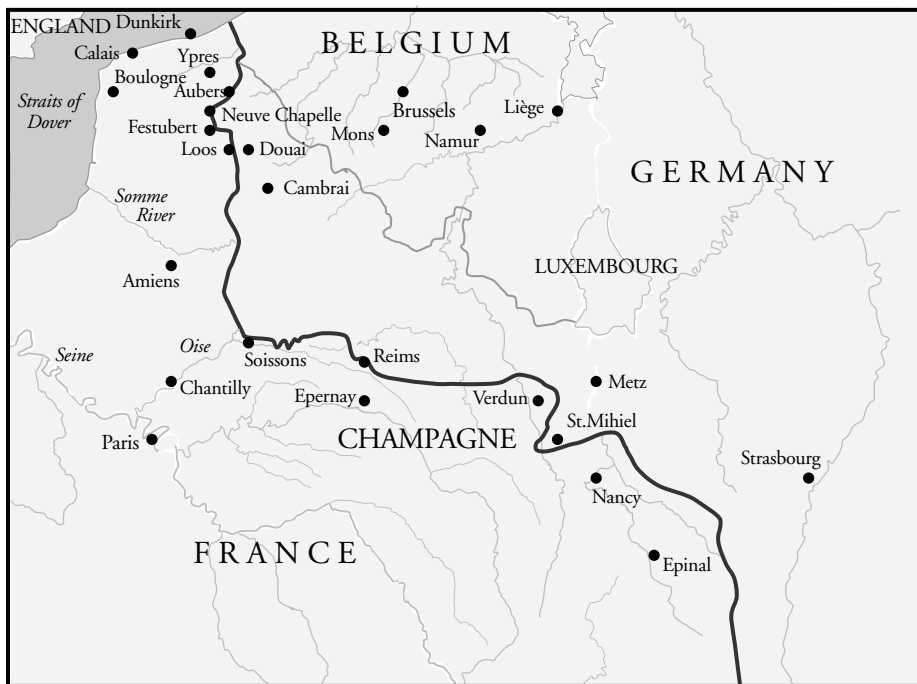 ENGLAND
Dunkirk
BELGIUM
Calais
Ypres
Boulogne
Aubers
Straits of
Dover
Neuve Chapelle
Brussels
Liège
Festubert
Mons
Namur
Loos
Douai
GERMANY
Cambrai
Somme
River
LUXEMBOURG
Amiens
Seine
Oise
Soissons
Reims
Chantilly
Metz
Epernay
Verdun
Paris
CHAMPAGNE
St.Mihiel
Strasbourg
Nancy
FRANCE
Epinal